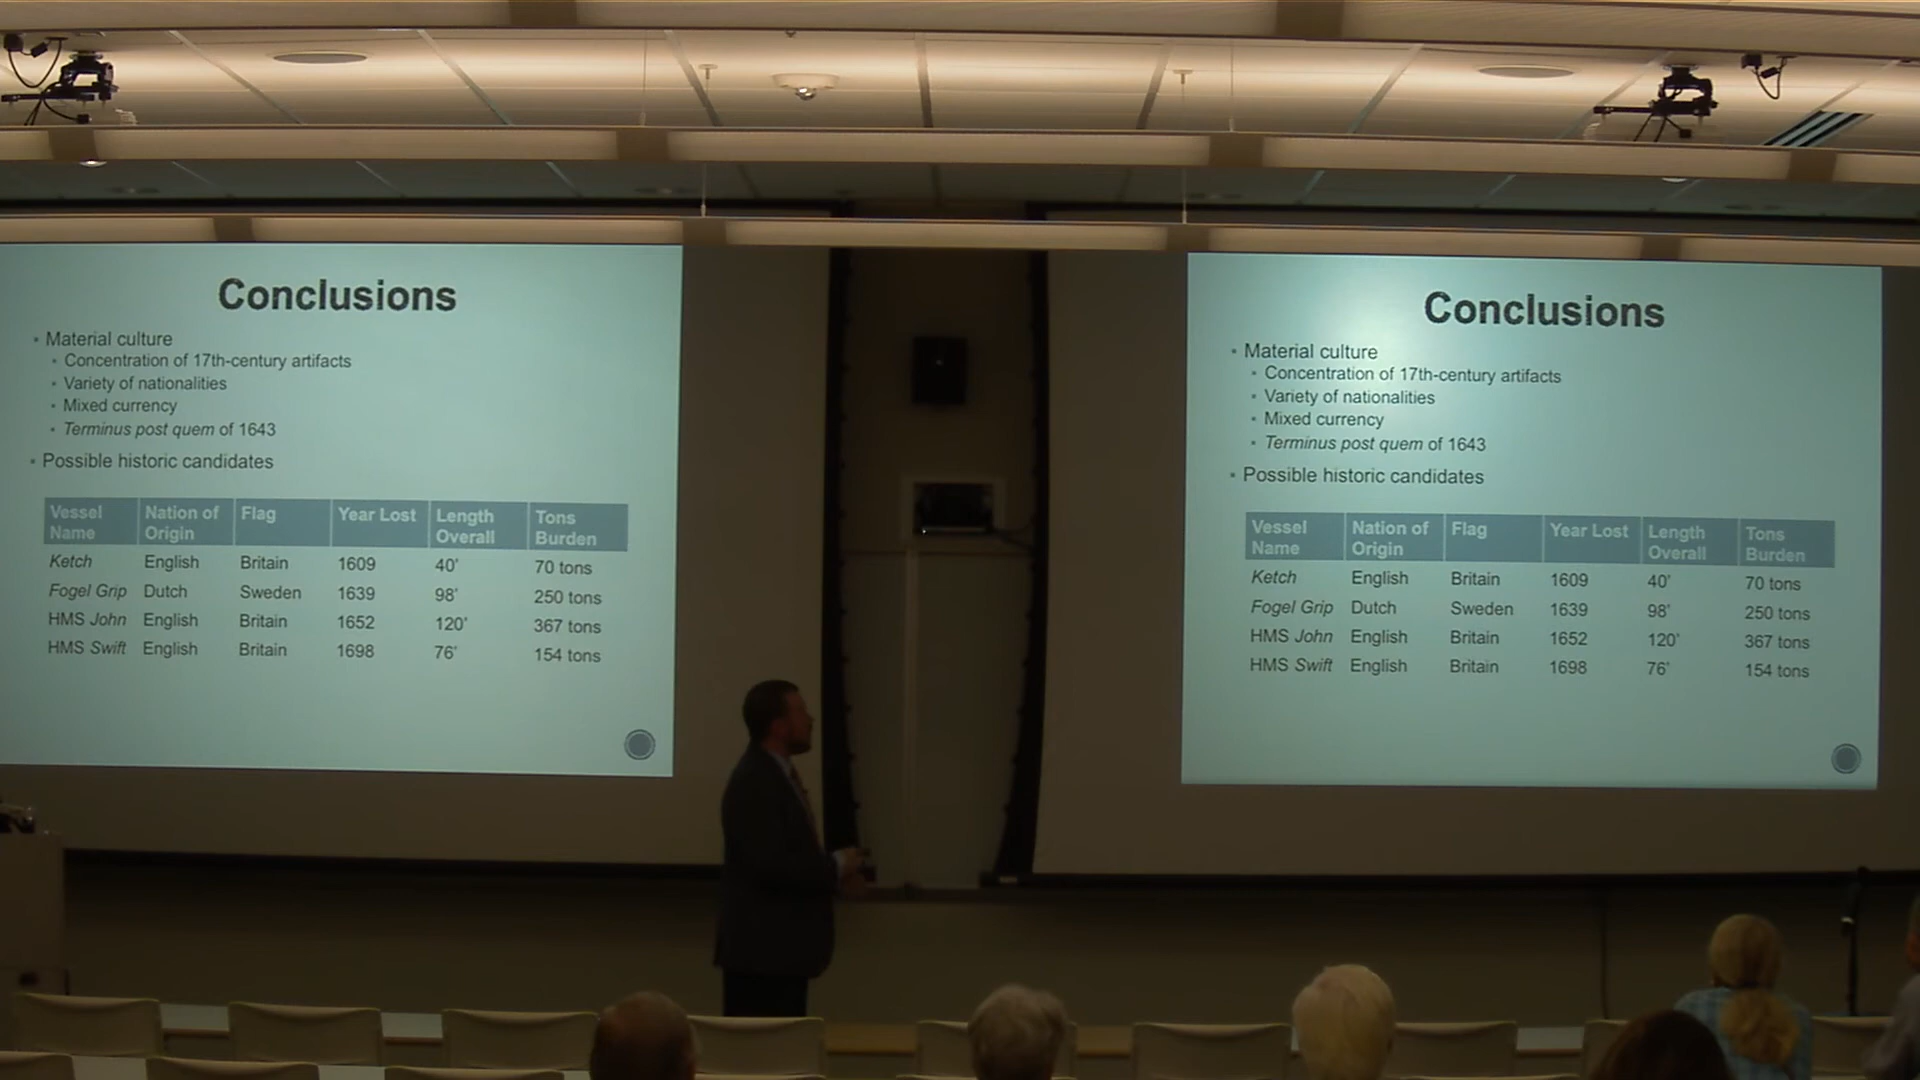 Conclusions
▪ Material culture
▪ Concentration of 17th-century artifacts
▪ Variety of nationalities
▪ Mixed currency
▪ Terminus post quem of 1643
▪ Possible historic candidates
Vessel Name Nation of Origin Flag Year Lost Length Overall Tons Burden
Ketch English Britain 1609 40' 70 tons
Fogel Grip Dutch Sweden 1639 98' 250 tons
HMS John English Britain 1652 120' 367 tons
HMS Swift English Britain 1698 76' 154 tons
Conclusions
▪ Material culture
▪ Concentration of 17th-century artifacts
▪ Variety of nationalities
▪ Mixed currency
▪ Terminus post quem of 1643
▪ Possible historic candidates
Vessel Name Nation of Origin Flag Year Lost Length Overall Tons Burden
Ketch English Britain 1609 40' 70 tons
Fogel Grip Dutch Sweden 1639 98' 250 tons
HMS John English Britain 1652 120' 367 tons
HMS Swift English Britain 1698 76' 154 tons